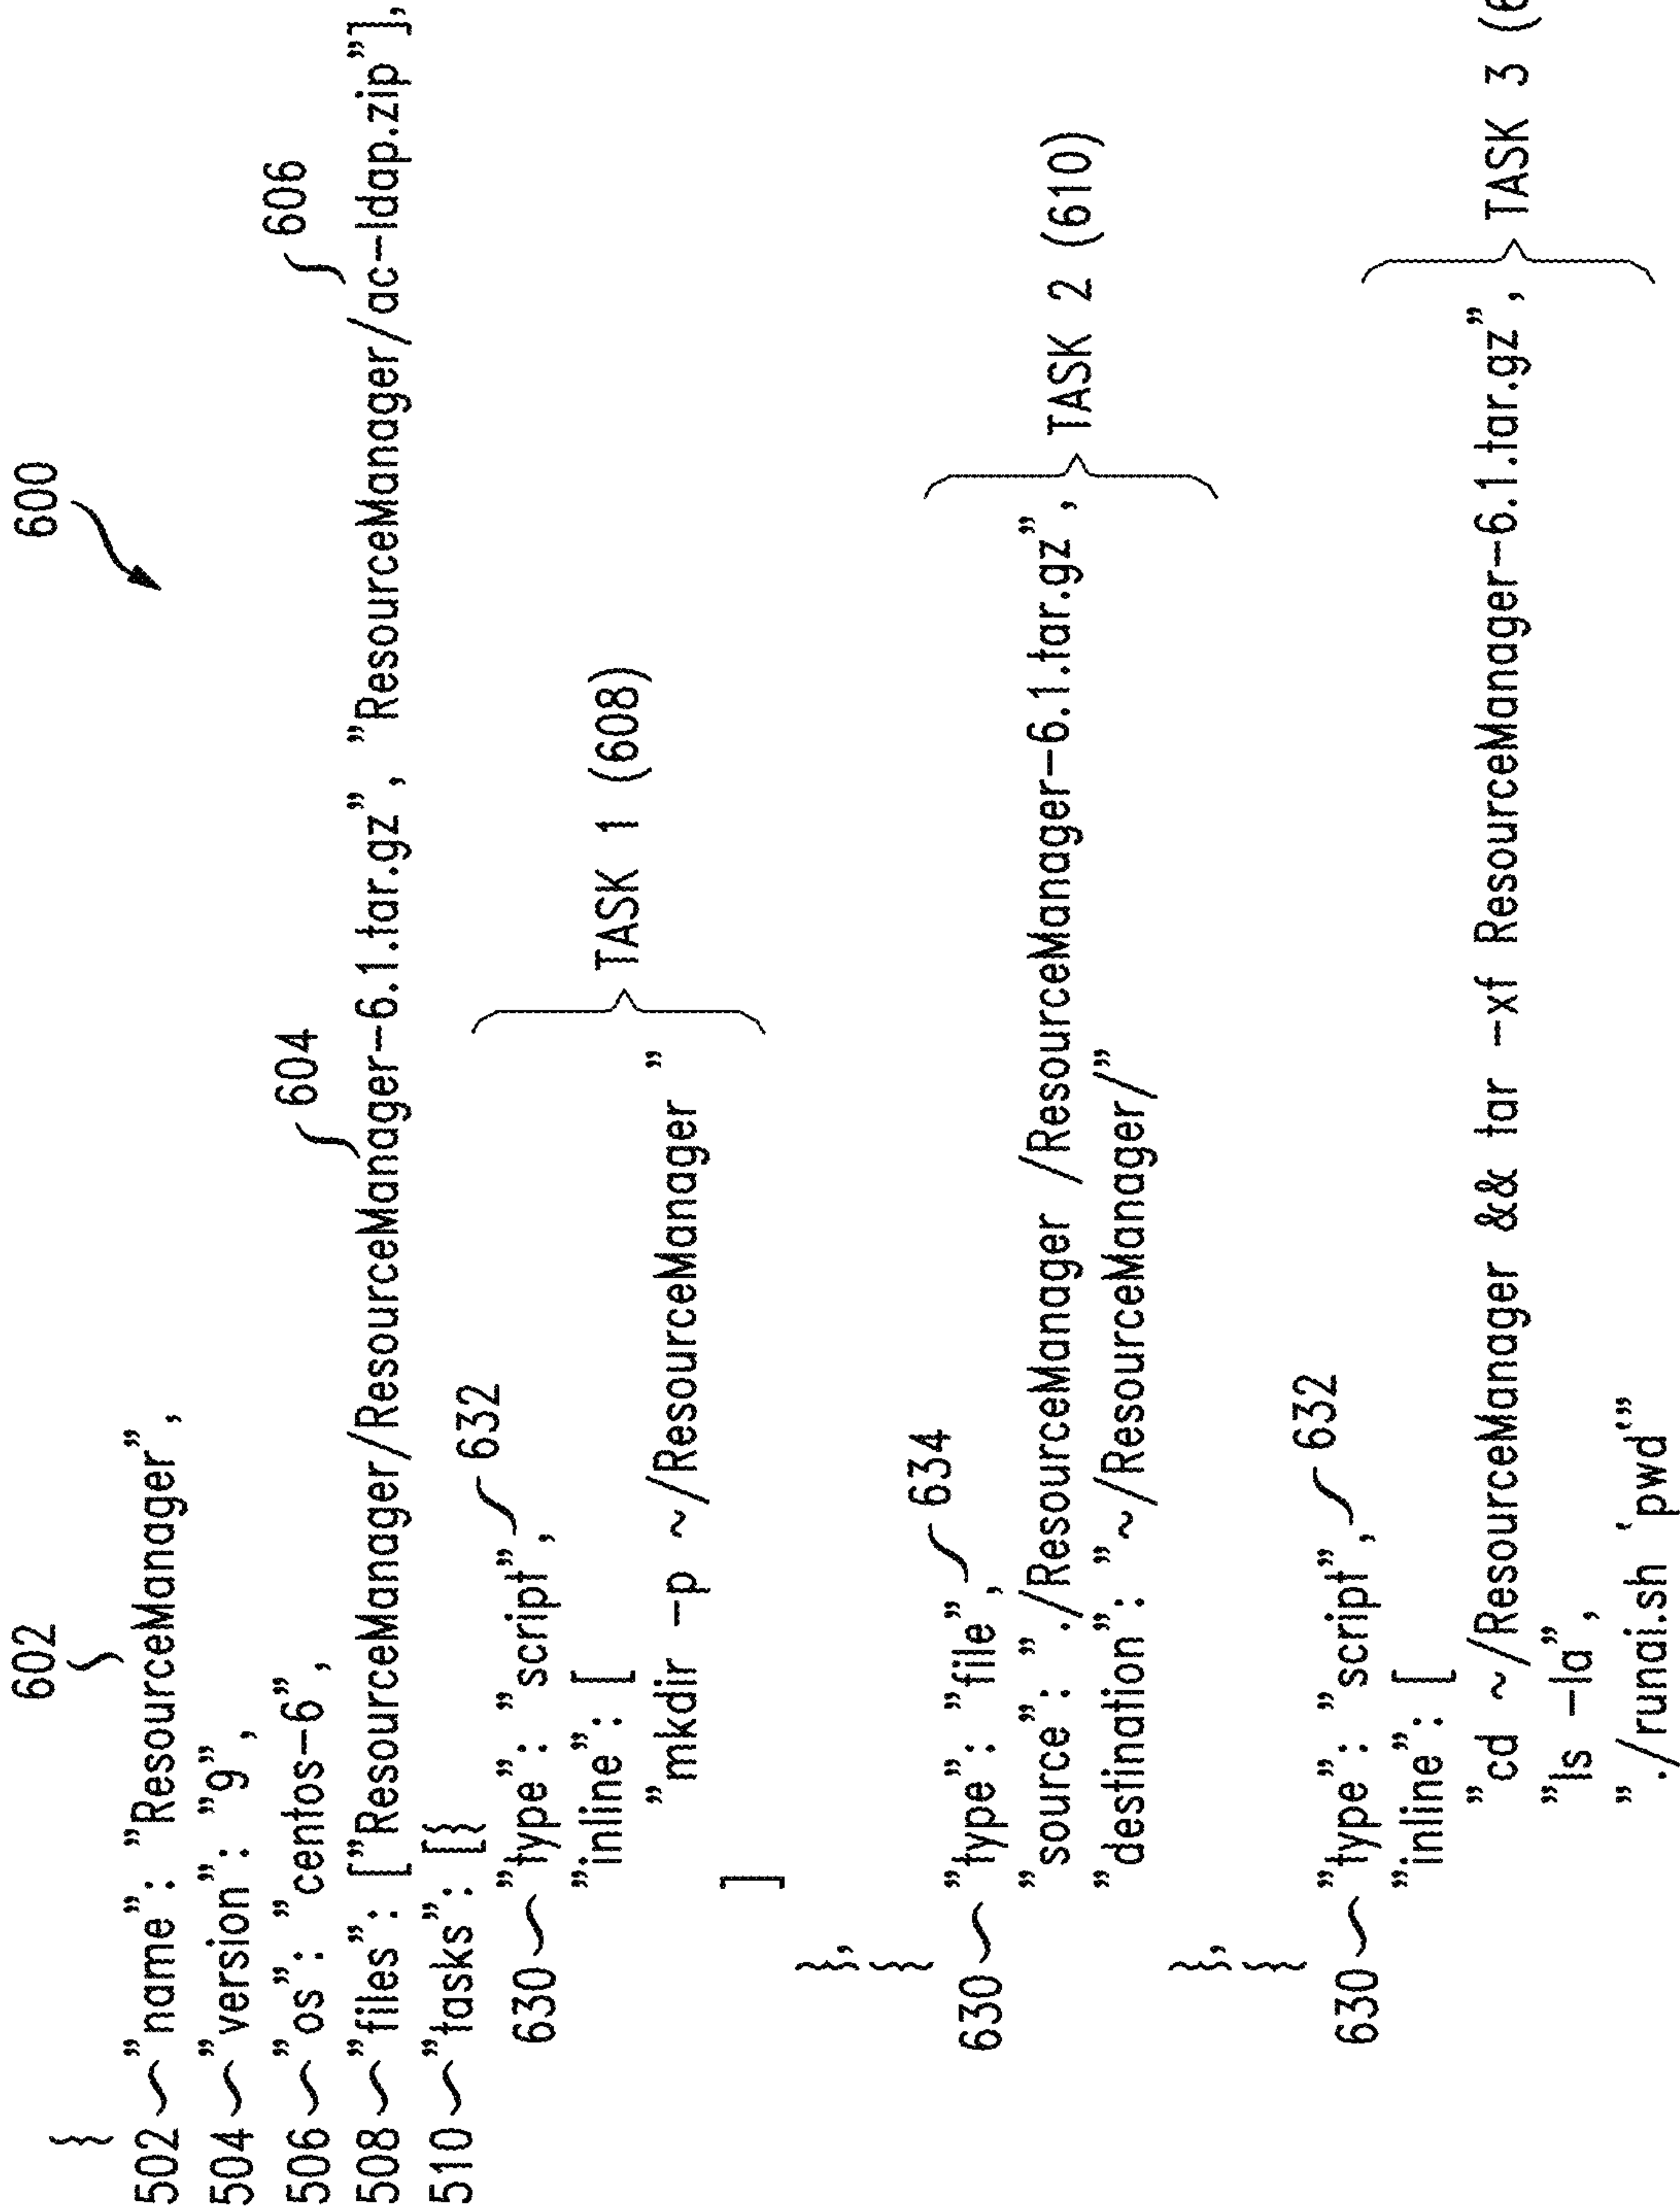 600
602
{
502 "name": "ResourceManager",
504 "version": "9",
506 "os": "centos-6",
604 606
508 "files": ["ResourceManager/ResourceManager-6.1.tar.gz", "ResourceManager/ac-ldap.zip"],
510 "tasks": [{
630 "type": "script", 632
"inline": [
TASK 1 (608)
"mkdir -p ~/ResourceManager "
]
},
{
630 "type": "file", 634
"source": "./ResourceManager /ResourceManager-6.1.tar.gz", TASK 2 (610)
"destination": "~/ResourceManager/"
},
{
630 "type": "script", 632
"inline": [
"cd ~/ResourceManager && tar -xf ResourceManager-6.1.tar.gz", TASK 3 (6
"ls -la",
"./runai.sh `pwd`"